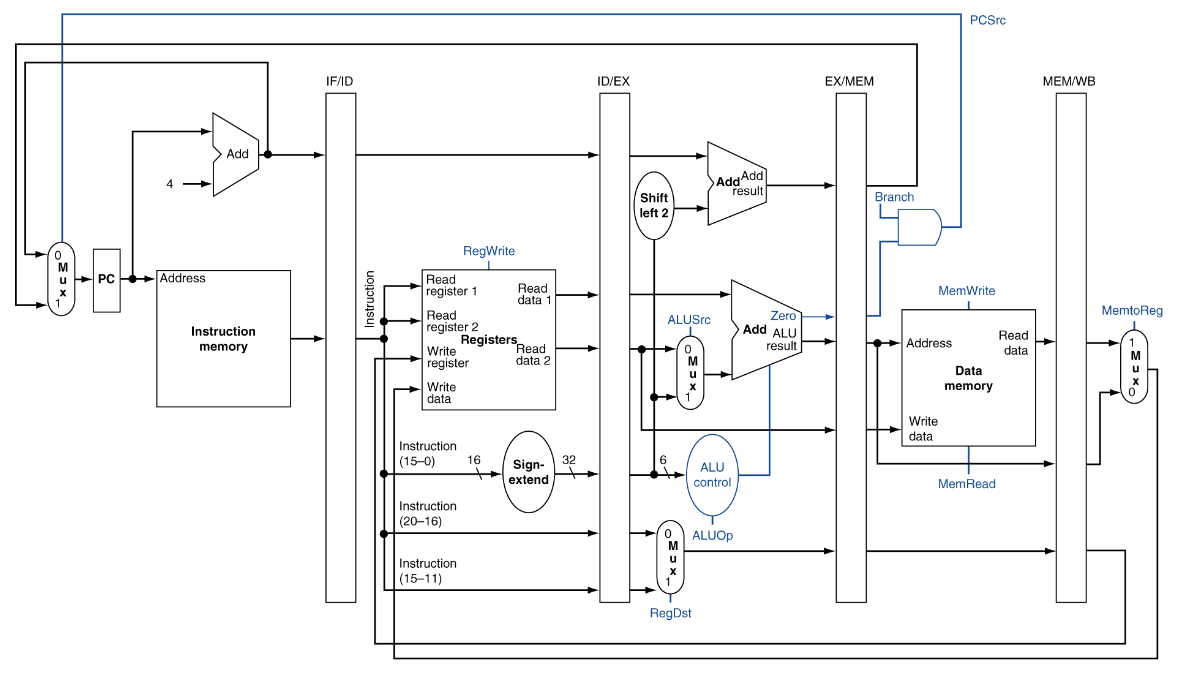 PCSrc
IF/ID
ID/EX
EX/MEM
MEM/WB
Add
4
Add
Add
result
Shift
left 2
Branch
0
M
u
x
1
PC
Address
Instruction
memory
Instruction
RegWrite
Read
register 1
Read
register 2
Write
register
Write
data
Registers
Read
data 1
Read
data 2
ALUSrc
0
M
u
x
1
Zero
Add
ALU
result
MemWrite
Address
Read
data
Data
memory
Write
data
MemRead
MemtoReg
1
M
u
x
0
Instruction
(15–0)
16
Sign-
extend
32
6
ALU
control
ALUOp
Instruction
(20–16)
Instruction
(15–11)
0
M
u
x
1
RegDst